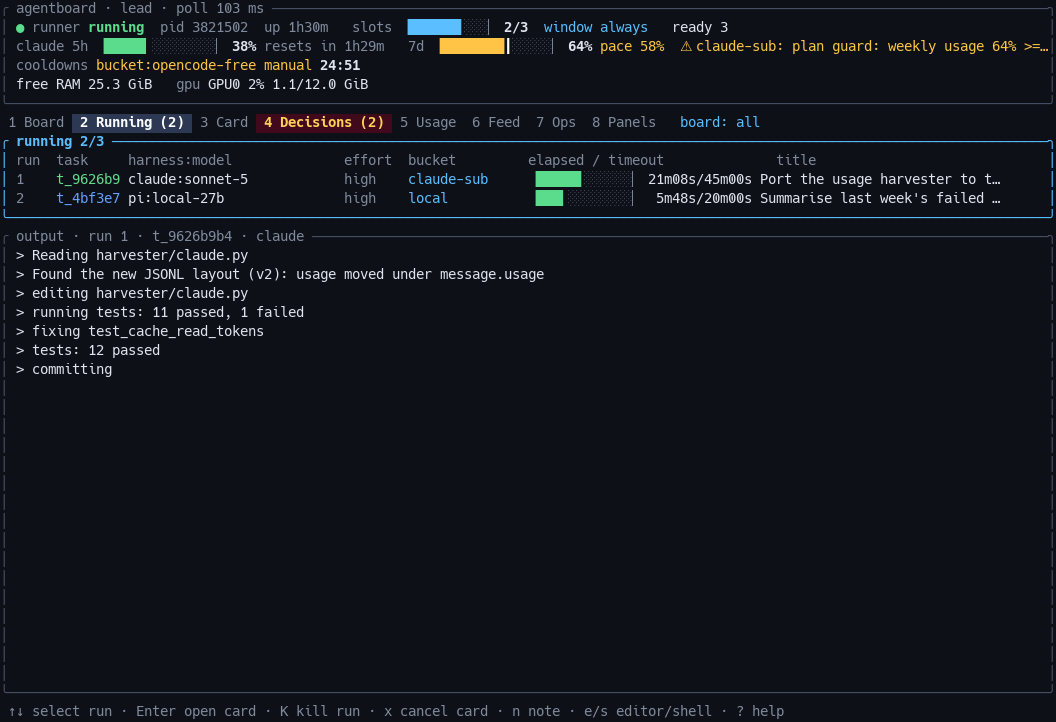 agentboard · lead · poll 103 ms
● runner running pid 3821502 up 1h30m slots 2/3 window always ready 3
claude 5h 38% resets in 1h29m 7d 64% pace 58% ⚠ claude-sub: plan guard: weekly usage 64% >=…
cooldowns bucket:opencode-free manual 24:51
free RAM 25.3 GiB gpu GPU0 2% 1.1/12.0 GiB
1 Board 2 Running (2) 3 Card 4 Decisions (2) 5 Usage 6 Feed 7 Ops 8 Panels board: all
running 2/3
run task harness:model effort bucket elapsed / timeout title
1 t_9626b9 claude:sonnet-5 high claude-sub 21m08s/45m00s Port the usage harvester to t…
2 t_4bf3e7 pi:local-27b high local 5m48s/20m00s Summarise last week's failed …
output · run 1 · t_9626b9b4 · claude
> Reading harvester/claude.py
> Found the new JSONL layout (v2): usage moved under message.usage
> editing harvester/claude.py
> running tests: 11 passed, 1 failed
> fixing test_cache_read_tokens
> tests: 12 passed
> committing
↑↓ select run · Enter open card · K kill run · x cancel card · n note · e/s editor/shell · ? help